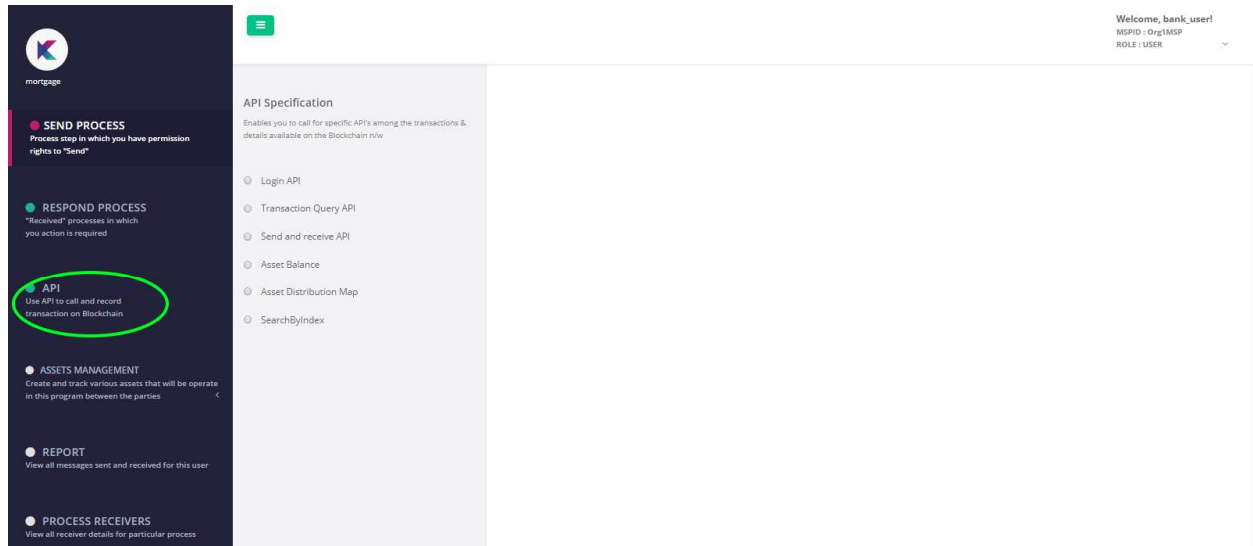 mortgage
SEND PROCESS
Process step in which you have permission
rights to "Send"
RESPOND PROCESS
"Received" processes in which
you action is required
API
Use API to call and record
transaction on Blockchain
ASSETS MANAGEMENT
Create and track various assets that will be operate
in this program between the parties
REPORT
View all messages sent and received for this user
PROCESS RECEIVERS
View all receiver details for particular process
Welcome, bank_user!
MSPID : Org1MSP
ROLE : USER
API Specification
Enables you to call for specific API's among the transactions &
details available on the Blockchain n/w
Login API
Transaction Query API
Send and receive API
Asset Balance
Asset Distribution Map
SearchByIndex